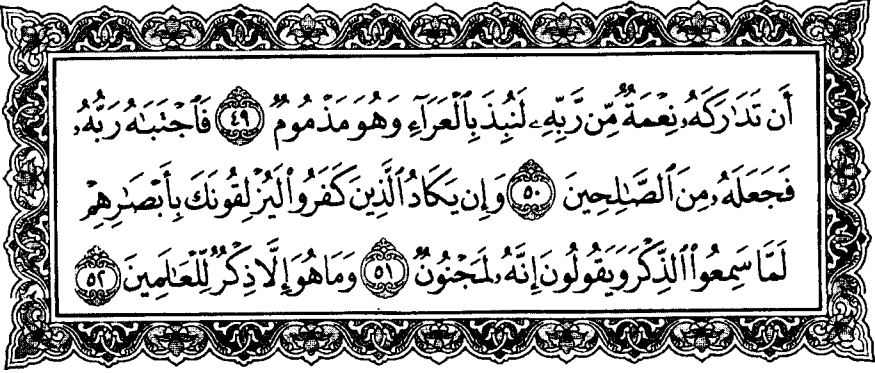 أَن تَدَٰرَكَهُۥ نِعْمَةٌ مِّن رَّبِّهِۦ لَنُبِذَ بِٱلْعَرَآءِ وَهُوَ مَذْمُومٌ ٤٩ فَٱجْتَبَٰهُ رَبُّهُۥ
فَجَعَلَهُۥ مِنَ ٱلصَّٰلِحِينَ ٥٠ وَإِن يَكَادُ ٱلَّذِينَ كَفَرُوا۟ لَيُزْلِقُونَكَ بِأَبْصَٰرِهِمْ
لَمَّا سَمِعُوا۟ ٱلذِّكْرَ وَيَقُولُونَ إِنَّهُۥ لَمَجْنُونٌ ٥١ وَمَا هُوَ إِلَّا ذِكْرٌ لِّلْعَٰلَمِينَ ٥٢